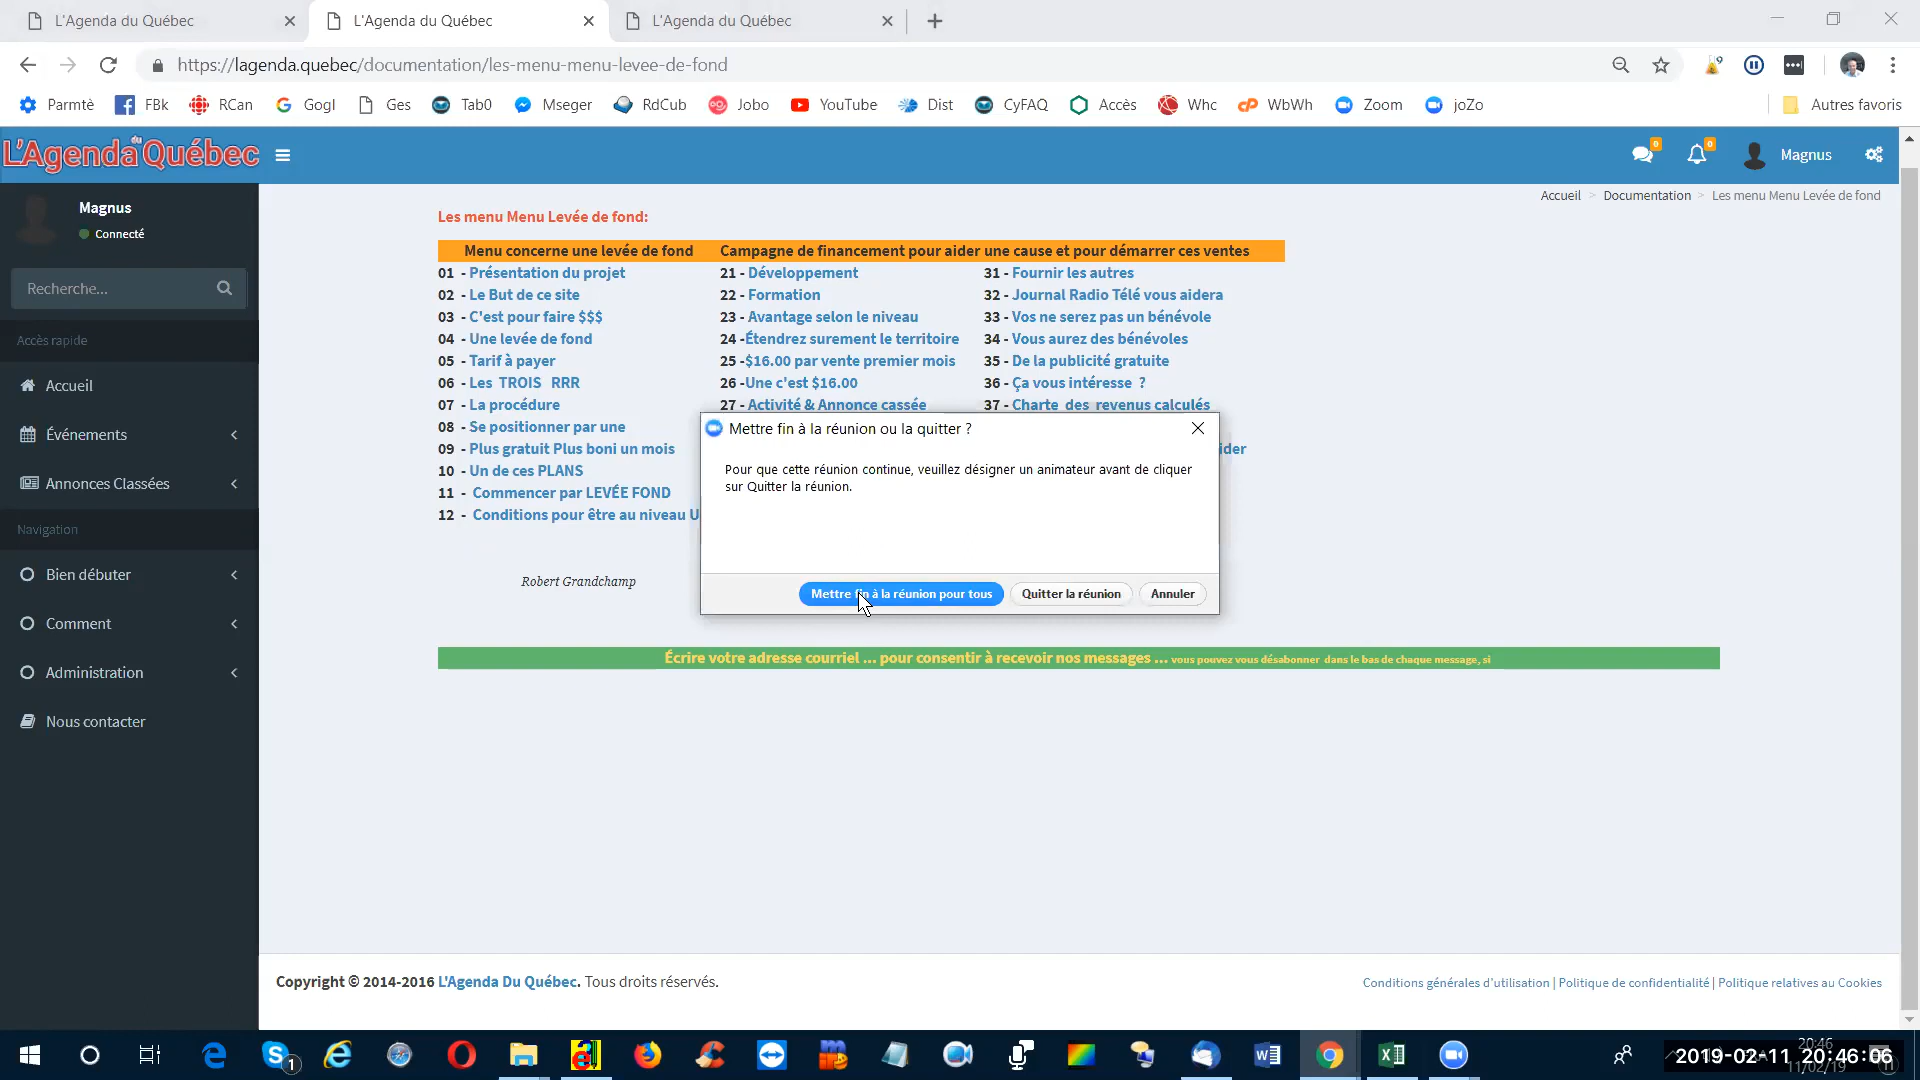 L'Agenda du Québec
L'Agenda du Québec
L'Agenda du Québec
https://lagenda.quebec/documentation/les-menu-menu-levee-de-fond
Parmtè FBk RCan Gogl Ges Tab0 Mseger RdCub Jobo YouTube Dist CyFAQ Accès Whc WbWh Zoom joZo Autres favoris
L'Agenda du Québec
0 0 Magnus
Magnus
Connecté
Recherche...
Accès rapide
Accueil
Événements
Annonces Classées
Navigation
Bien débuter
Comment
Administration
Nous contacter
Accueil > Documentation > Les menu Menu Levée de fond
Les menu Menu Levée de fond:
Menu concerne une levée de fond Campagne de financement pour aider une cause et pour démarrer ces ventes
01 - Présentation du projet 21 - Développement 31 - Fournir les autres
02 - Le But de ce site 22 - Formation 32 - Journal Radio Télé vous aidera
03 - C'est pour faire $$$ 23 - Avantage selon le niveau 33 - Vos ne serez pas un bénévole
04 - Une levée de fond 24 -Étendrez surement le territoire 34 - Vous aurez des bénévoles
05 - Tarif à payer 25 -$16.00 par vente premier mois 35 - De la publicité gratuite
06 - Les TROIS RRR 26 -Une c'est $16.00 36 - Ça vous intéresse ?
07 - La procédure 27 - Activité & Annonce cassée 37 - Charte des revenus calculés
08 - Se positionner par une
09 - Plus gratuit Plus boni un mois ider
10 - Un de ces PLANS
11 - Commencer par LEVÉE FOND
12 - Conditions pour être au niveau U
Mettre fin à la réunion ou la quitter ?
Pour que cette réunion continue, veuillez désigner un animateur avant de cliquer
sur Quitter la réunion.
Mettre fin à la réunion pour tous Quitter la réunion Annuler
Robert Grandchamp
Écrire votre adresse courriel ... pour consentir à recevoir nos messages ... vous pouvez vous désabonner dans le bas de chaque message, si
Copyright © 2014-2016 L'Agenda Du Québec. Tous droits réservés.
Conditions générales d'utilisation | Politique de confidentialité | Politique relatives au Cookies
1
20:46
2019-02-11 20:46:06
11/02/19